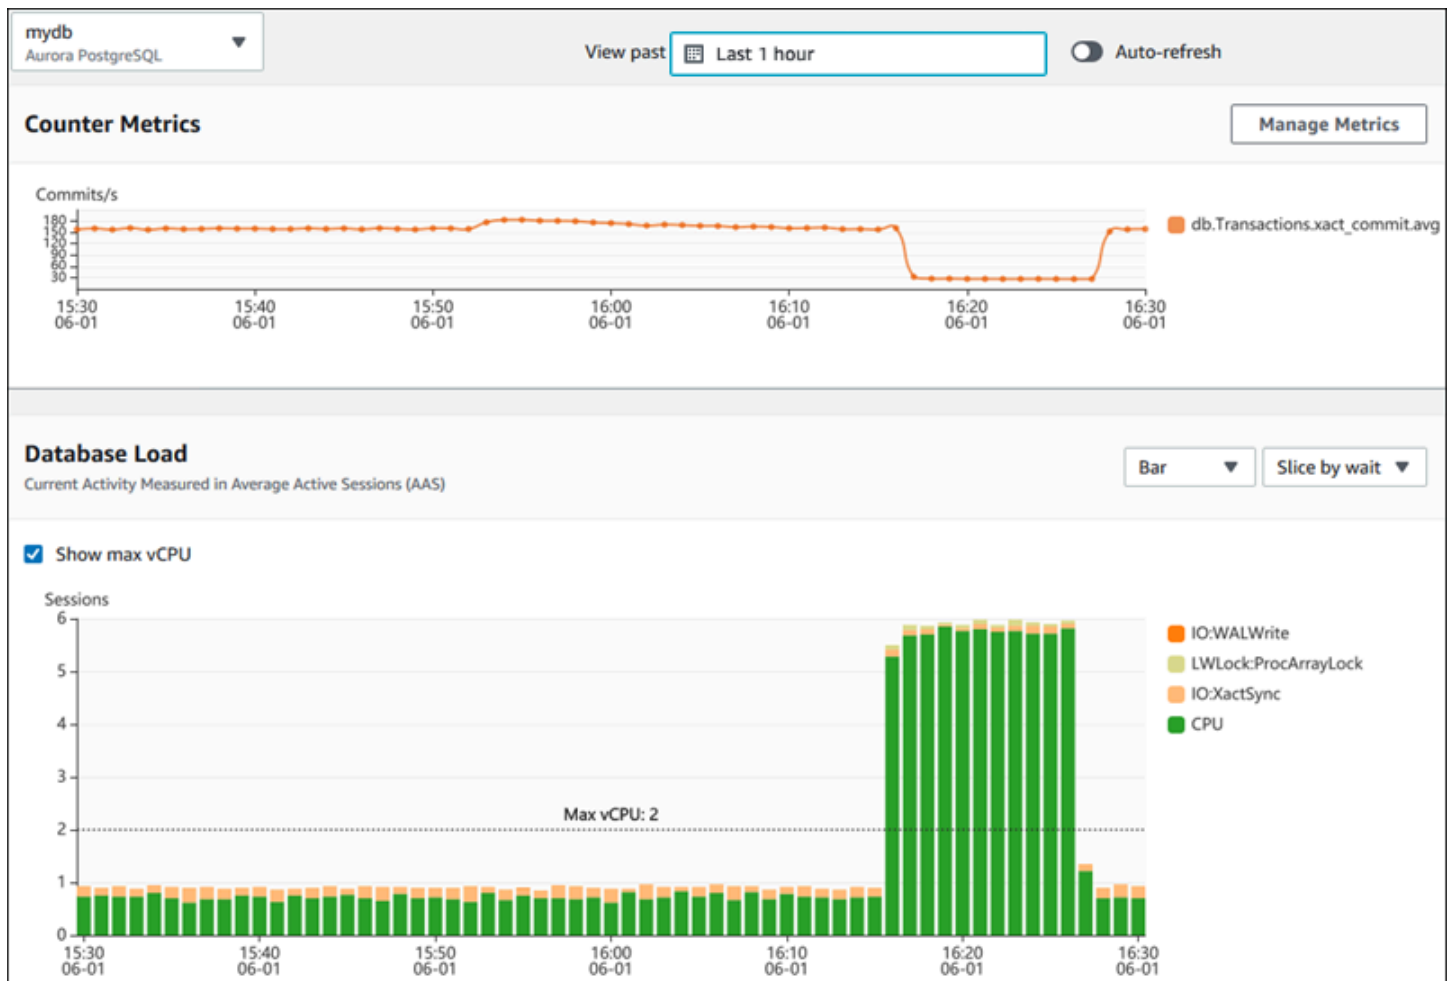 mydb
Aurora PostgreSQL
View past
Last 1 hour
Auto-refresh
Counter Metrics
Manage Metrics
Commits/s
180
150
120
90
60
30
db.Transactions.xact_commit.avg
15:30 15:40 15:50 16:00 16:10 16:20 16:30
06-01 06-01 06-01 06-01 06-01 06-01 06-01
Database Load
Current Activity Measured in Average Active Sessions (AAS)
Bar
Slice by wait
Show max vCPU
Sessions
6
5
4
3
2
1
0
Max vCPU: 2
IO:WALWrite
LWLock:ProcArrayLock
IO:XactSync
CPU
15:30 15:40 15:50 16:00 16:10 16:20 16:30
06-01 06-01 06-01 06-01 06-01 06-01 06-01